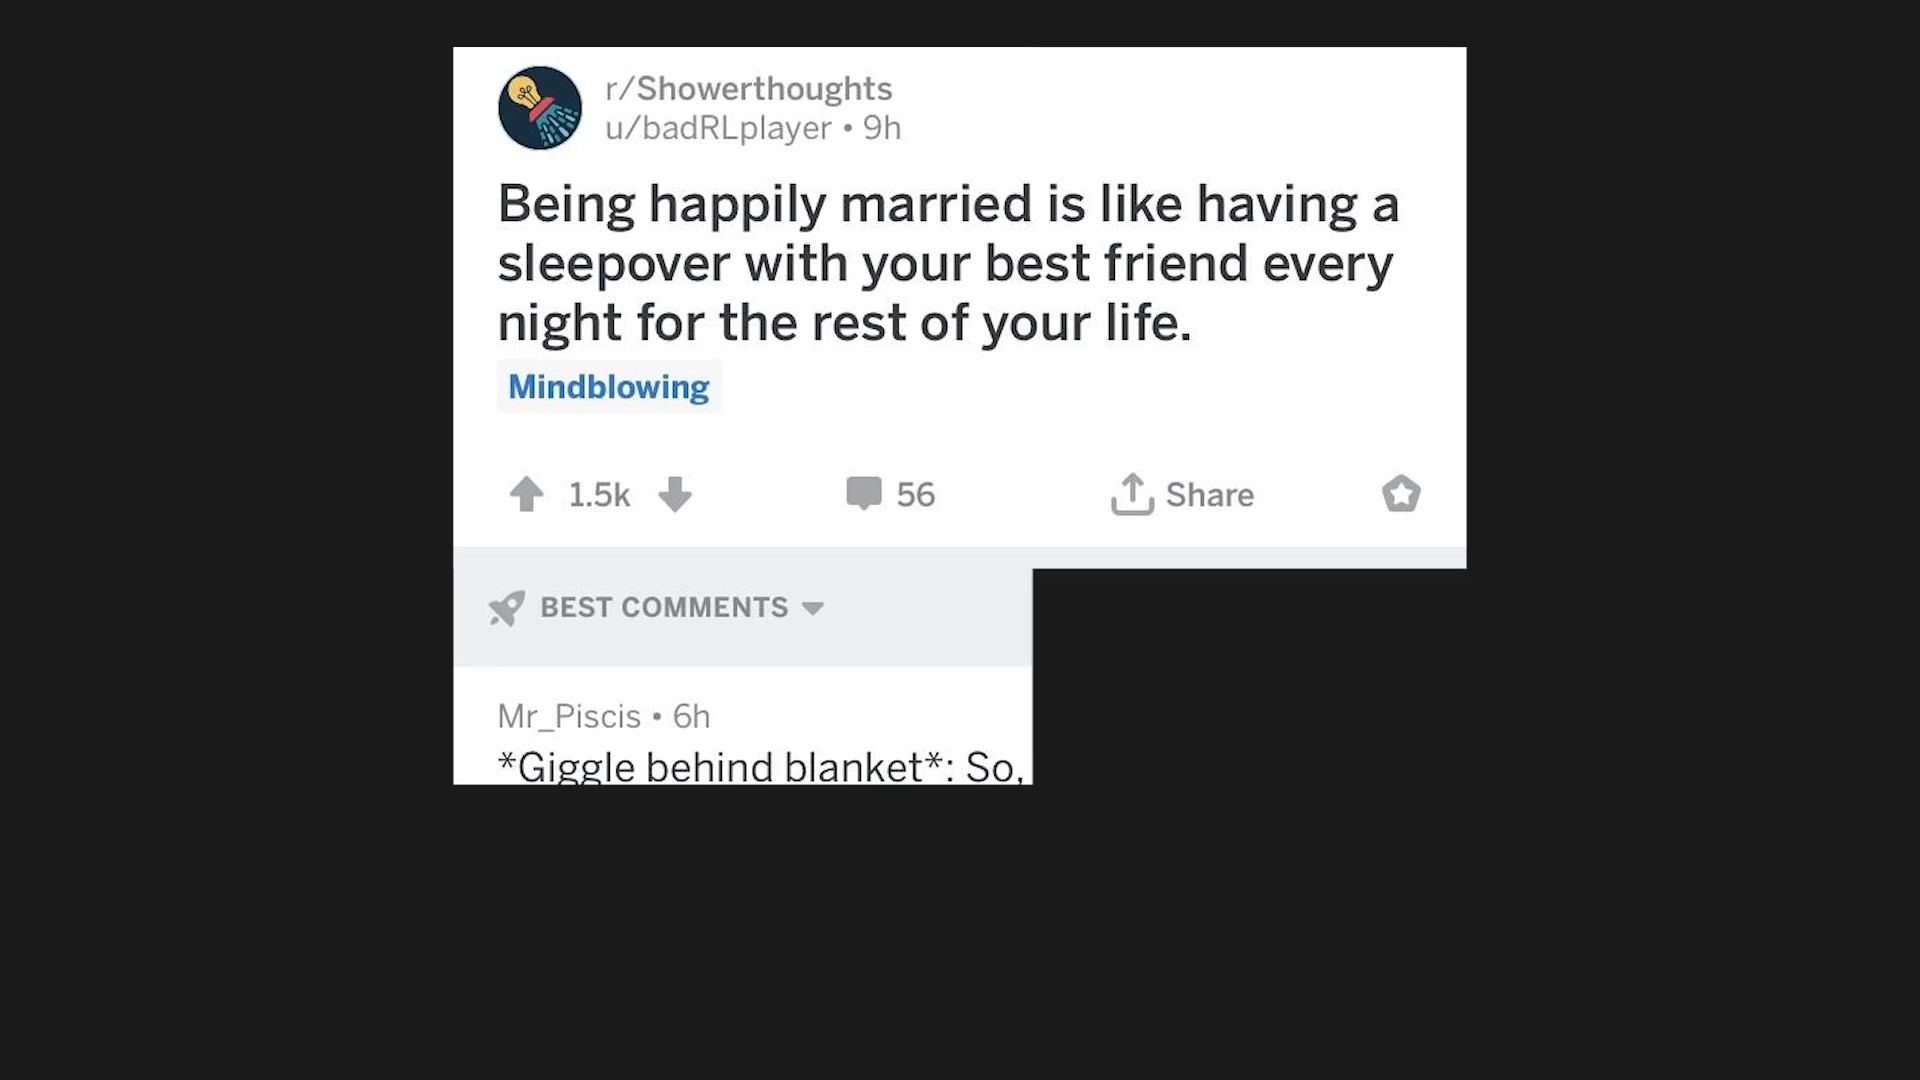 r/Showerthoughts
u/badRLplayer • 9h
Being happily married is like having a
sleepover with your best friend every
night for the rest of your life.
Mindblowing
1.5k
56
Share
BEST COMMENTS
Mr_Piscis • 6h
*Giggle behind blanket*: So,